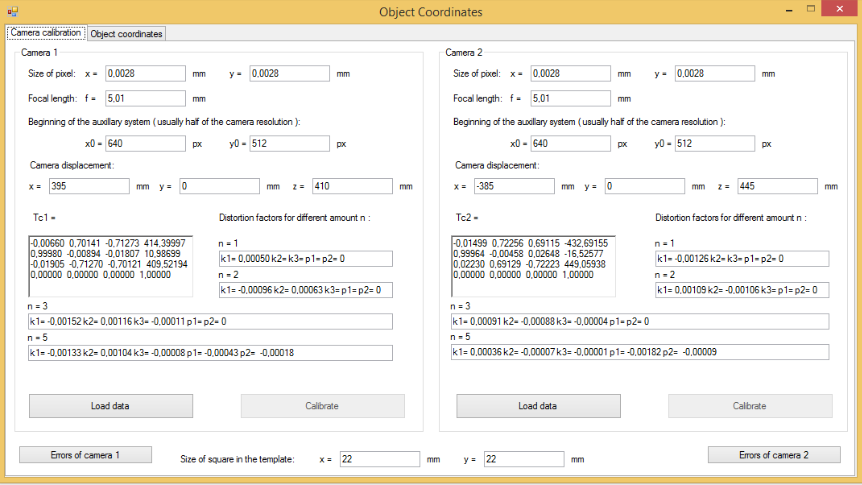 Object Coordinates
Camera calibration Object coordinates
Camera 1
Size of pixel: x = 0,0028 mm y = 0,0028 mm
Focal length: f = 5,01 mm
Beginning of the auxillary system ( usually half of the camera resolution ):
x0 = 640 px y0 = 512 px
Camera displacement:
x = 395 mm y = 0 mm z = 410 mm
Tc1 = Distortion factors for different amount n :
-0,00660 0,70141 -0,71273 414,39997
0,99980 -0,00894 -0,01807 10,98699
-0,01905 -0,71270 -0,70121 409,52194
0,00000 0,00000 0,00000 1,00000
n = 1
k1= 0,00050 k2= k3= p1= p2= 0
n = 2
k1= -0,00096 k2= 0,00063 k3= p1= p2= 0
n = 3
k1= -0,00152 k2= 0,00116 k3= -0,00011 p1= p2= 0
n = 5
k1= -0,00133 k2= 0,00104 k3= -0,00008 p1= -0,00043 p2= -0,00018
Load data Calibrate
Camera 2
Size of pixel: x = 0,0028 mm y = 0,0028 mm
Focal length: f = 5,01 mm
Beginning of the auxillary system ( usually half of the camera resolution ):
x0 = 640 px y0 = 512 px
Camera displacement:
x = -385 mm y = 0 mm z = 445 mm
Tc2 = Distortion factors for different amount n :
-0,01499 0,72256 0,69115 -432,69155
0,99964 -0,00458 0,02648 -16,52577
0,02230 0,69129 -0,72223 449,05938
0,00000 0,00000 0,00000 1,00000
n = 1
k1= -0,00126 k2= k3= p1= p2= 0
n = 2
k1= 0,00109 k2= -0,00106 k3= p1= p2= 0
n = 3
k1= 0,00091 k2= -0,00088 k3= -0,00004 p1= p2= 0
n = 5
k1= 0,00036 k2= -0,00007 k3= -0,00001 p1= -0,00182 p2= -0,00009
Load data Calibrate
Errors of camera 1 Size of square in the template: x = 22 mm y = 22 mm Errors of camera 2